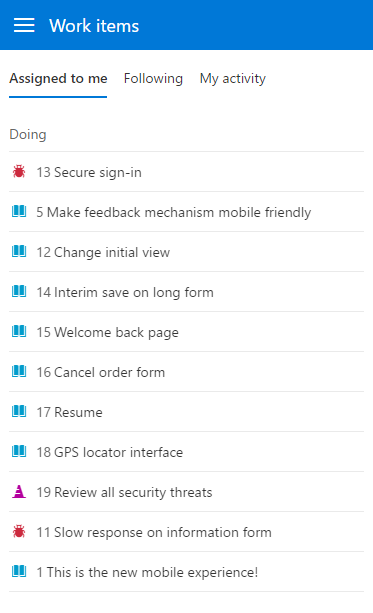 Work items
Assigned to me Following My activity
Doing
13 Secure sign-in
5 Make feedback mechanism mobile friendly
12 Change initial view
14 Interim save on long form
15 Welcome back page
16 Cancel order form
17 Resume
18 GPS locator interface
19 Review all security threats
11 Slow response on information form
1 This is the new mobile experience!